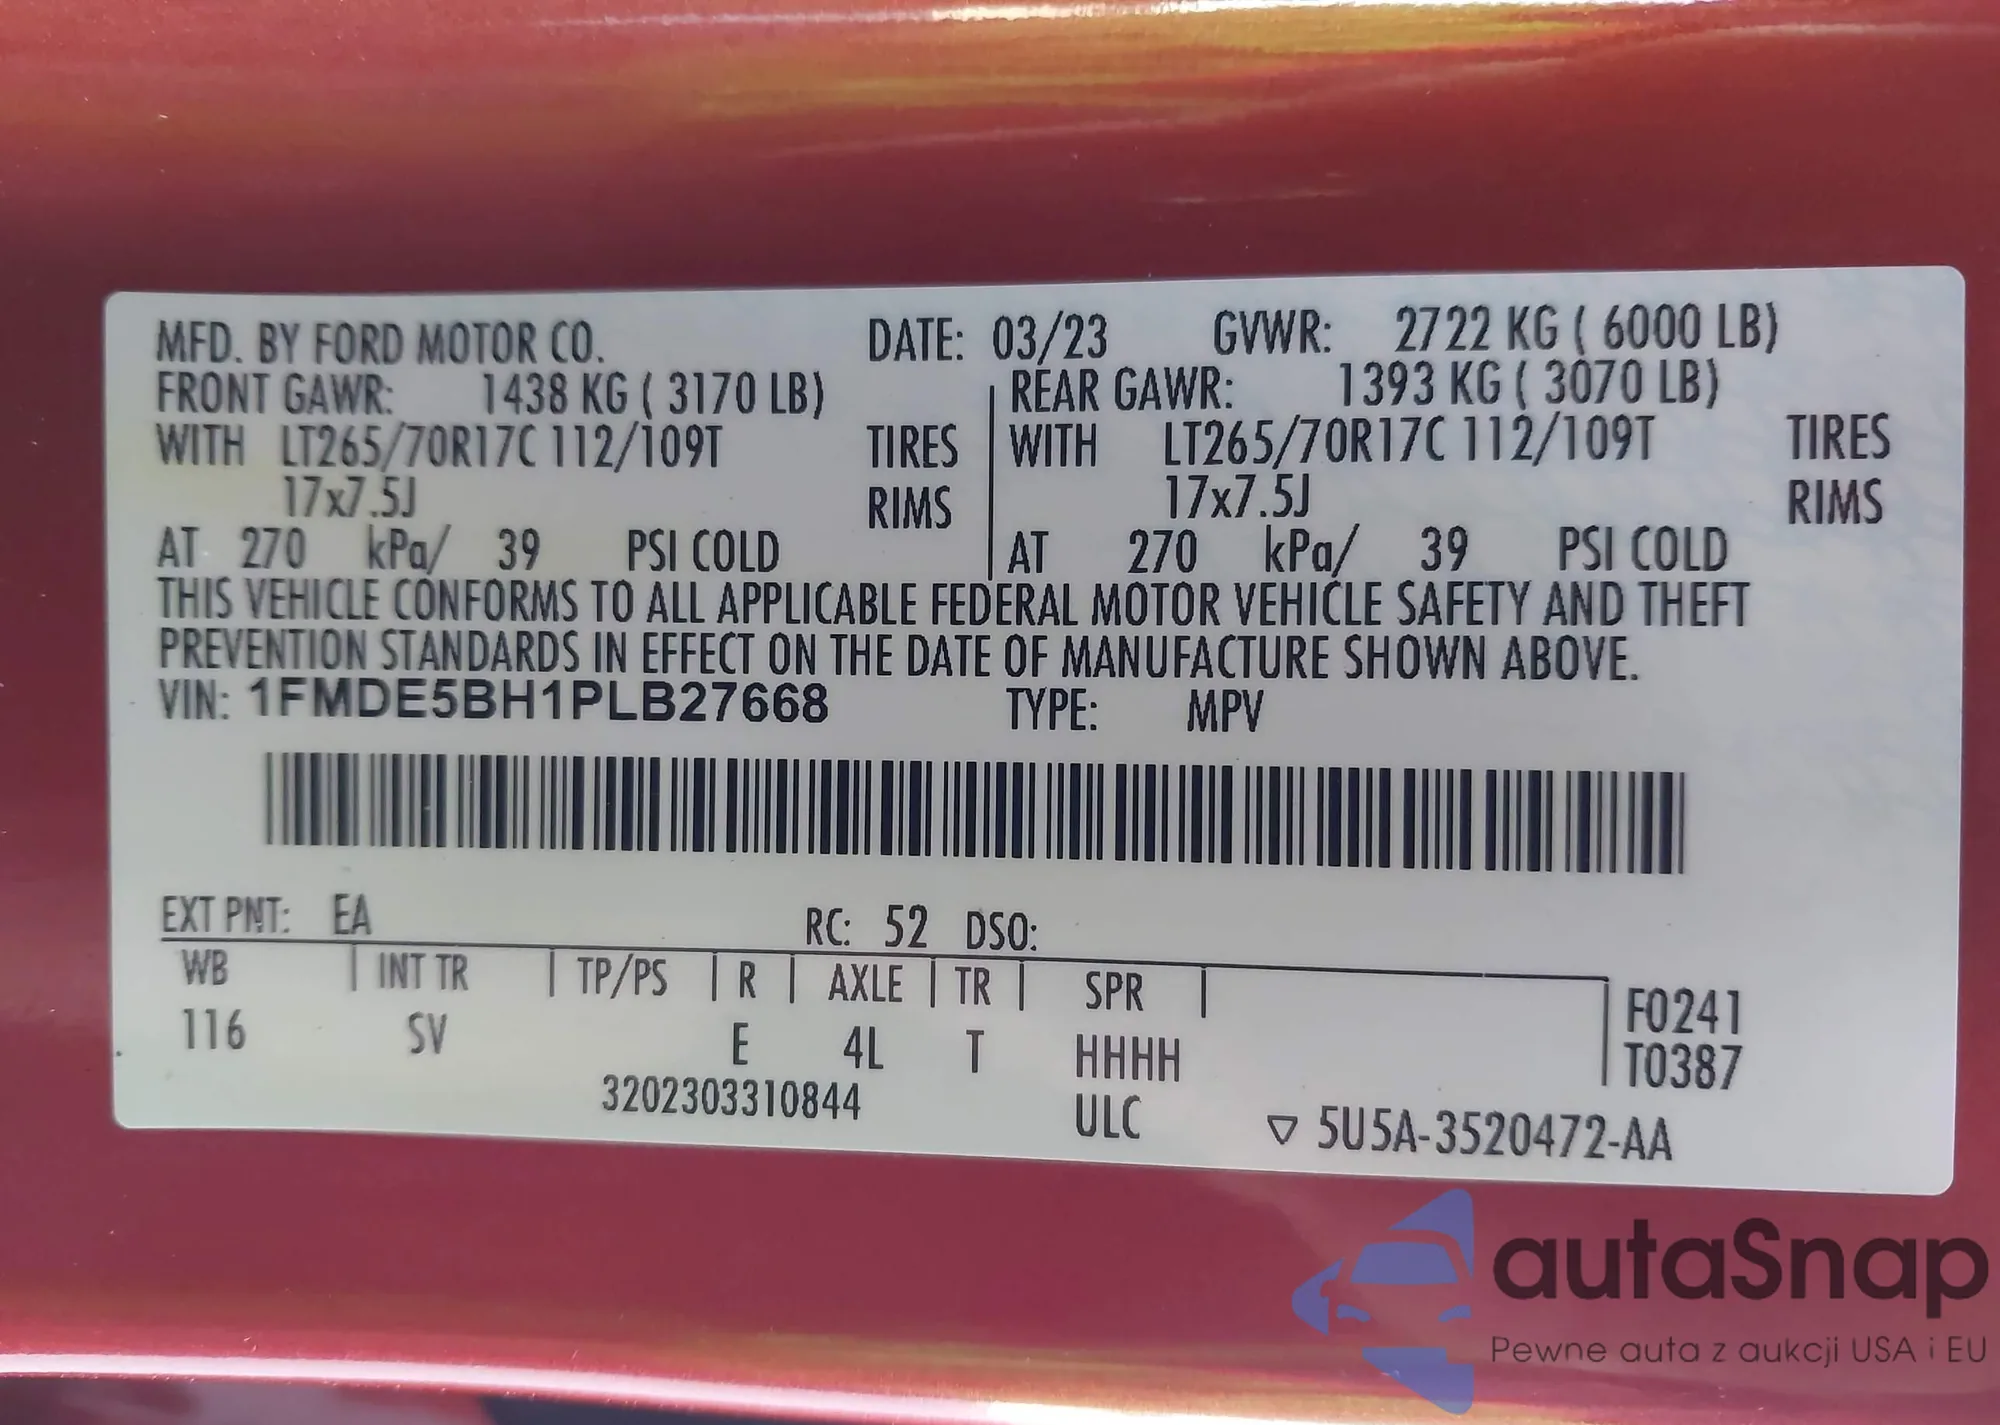 MFD. BY FORD MOTOR CO. DATE: 03/23 GVWR: 2722 KG ( 6000 LB)
FRONT GAWR: 1438 KG ( 3170 LB) REAR GAWR: 1393 KG ( 3070 LB)
WITH LT265/70R17C 112/109T TIRES WITH LT265/70R17C 112/109T TIRES
17x7.5J RIMS 17x7.5J RIMS
AT 270 kPa/ 39 PSI COLD AT 270 kPa/ 39 PSI COLD
THIS VEHICLE CONFORMS TO ALL APPLICABLE FEDERAL MOTOR VEHICLE SAFETY AND THEFT
PREVENTION STANDARDS IN EFFECT ON THE DATE OF MANUFACTURE SHOWN ABOVE.
VIN: 1FMDE5BH1PLB27668 TYPE: MPV
EXT PNT: EA RC: 52 DSO:
WB INT TR TP/PS R AXLE TR SPR F0241
116 SV E 4L T HHHH T0387
3202303310844 ULC ▽ 5U5A-3520472-AA
autaSnap
Pewne auta z aukcji USA i EU